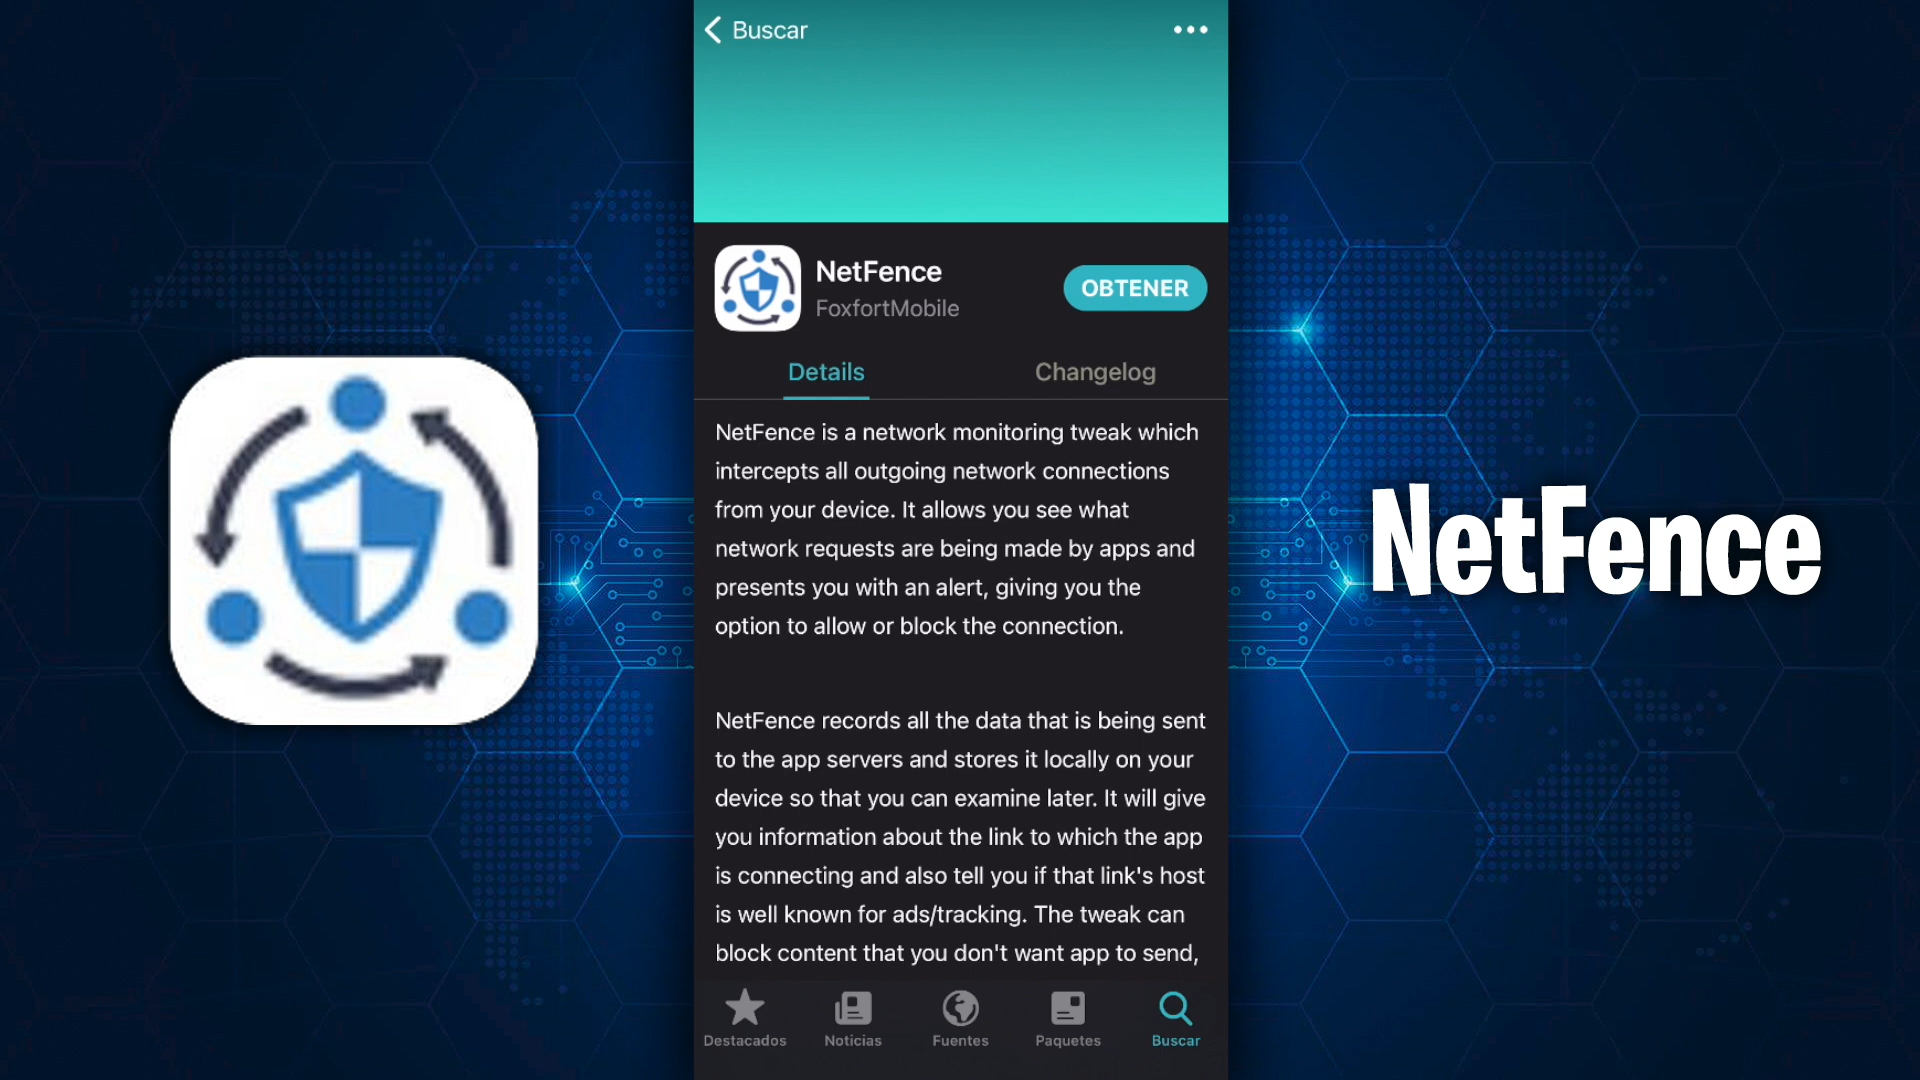 Buscar
NetFence
FoxfortMobile
OBTENER
Details
Changelog
NetFence is a network monitoring tweak which
intercepts all outgoing network connections
from your device. It allows you see what
network requests are being made by apps and
presents you with an alert, giving you the
option to allow or block the connection.
NetFence records all the data that is being sent
to the app servers and stores it locally on your
device so that you can examine later. It will give
you information about the link to which the app
is connecting and also tell you if that link's host
is well known for ads/tracking. The tweak can
block content that you don't want app to send,
Destacados
Noticias
Fuentes
Paquetes
Buscar
NetFence